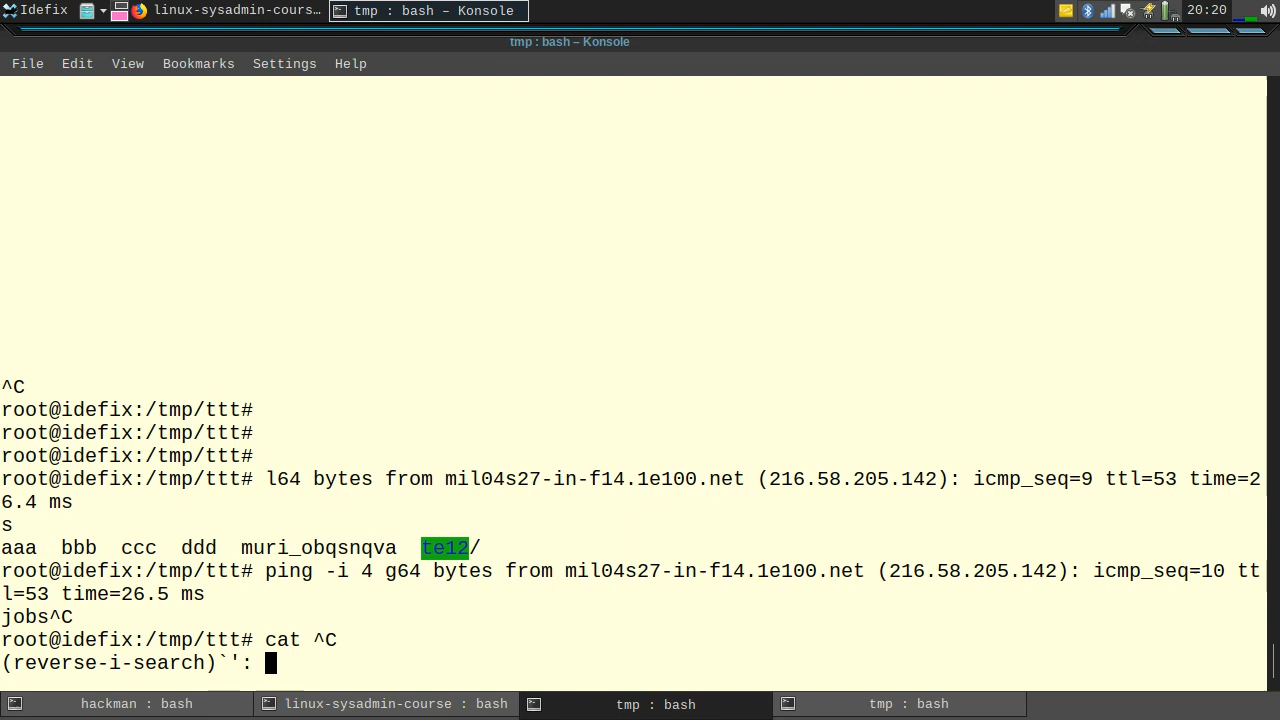 Idefix linux-sysadmin-cours… tmp : bash – Konsole 20:20
tmp : bash – Konsole
File Edit View Bookmarks Settings Help
^C
root@idefix:/tmp/ttt#
root@idefix:/tmp/ttt#
root@idefix:/tmp/ttt#
root@idefix:/tmp/ttt# l64 bytes from mil04s27-in-f14.1e100.net (216.58.205.142): icmp_seq=9 ttl=53 time=2
6.4 ms
s
aaa bbb ccc ddd muri_obqsnqva te12/
root@idefix:/tmp/ttt# ping -i 4 g64 bytes from mil04s27-in-f14.1e100.net (216.58.205.142): icmp_seq=10 tt
l=53 time=26.5 ms
jobs^C
root@idefix:/tmp/ttt# cat ^C
(reverse-i-search)`':
hackman : bash linux-sysadmin-course : bash tmp : bash tmp : bash